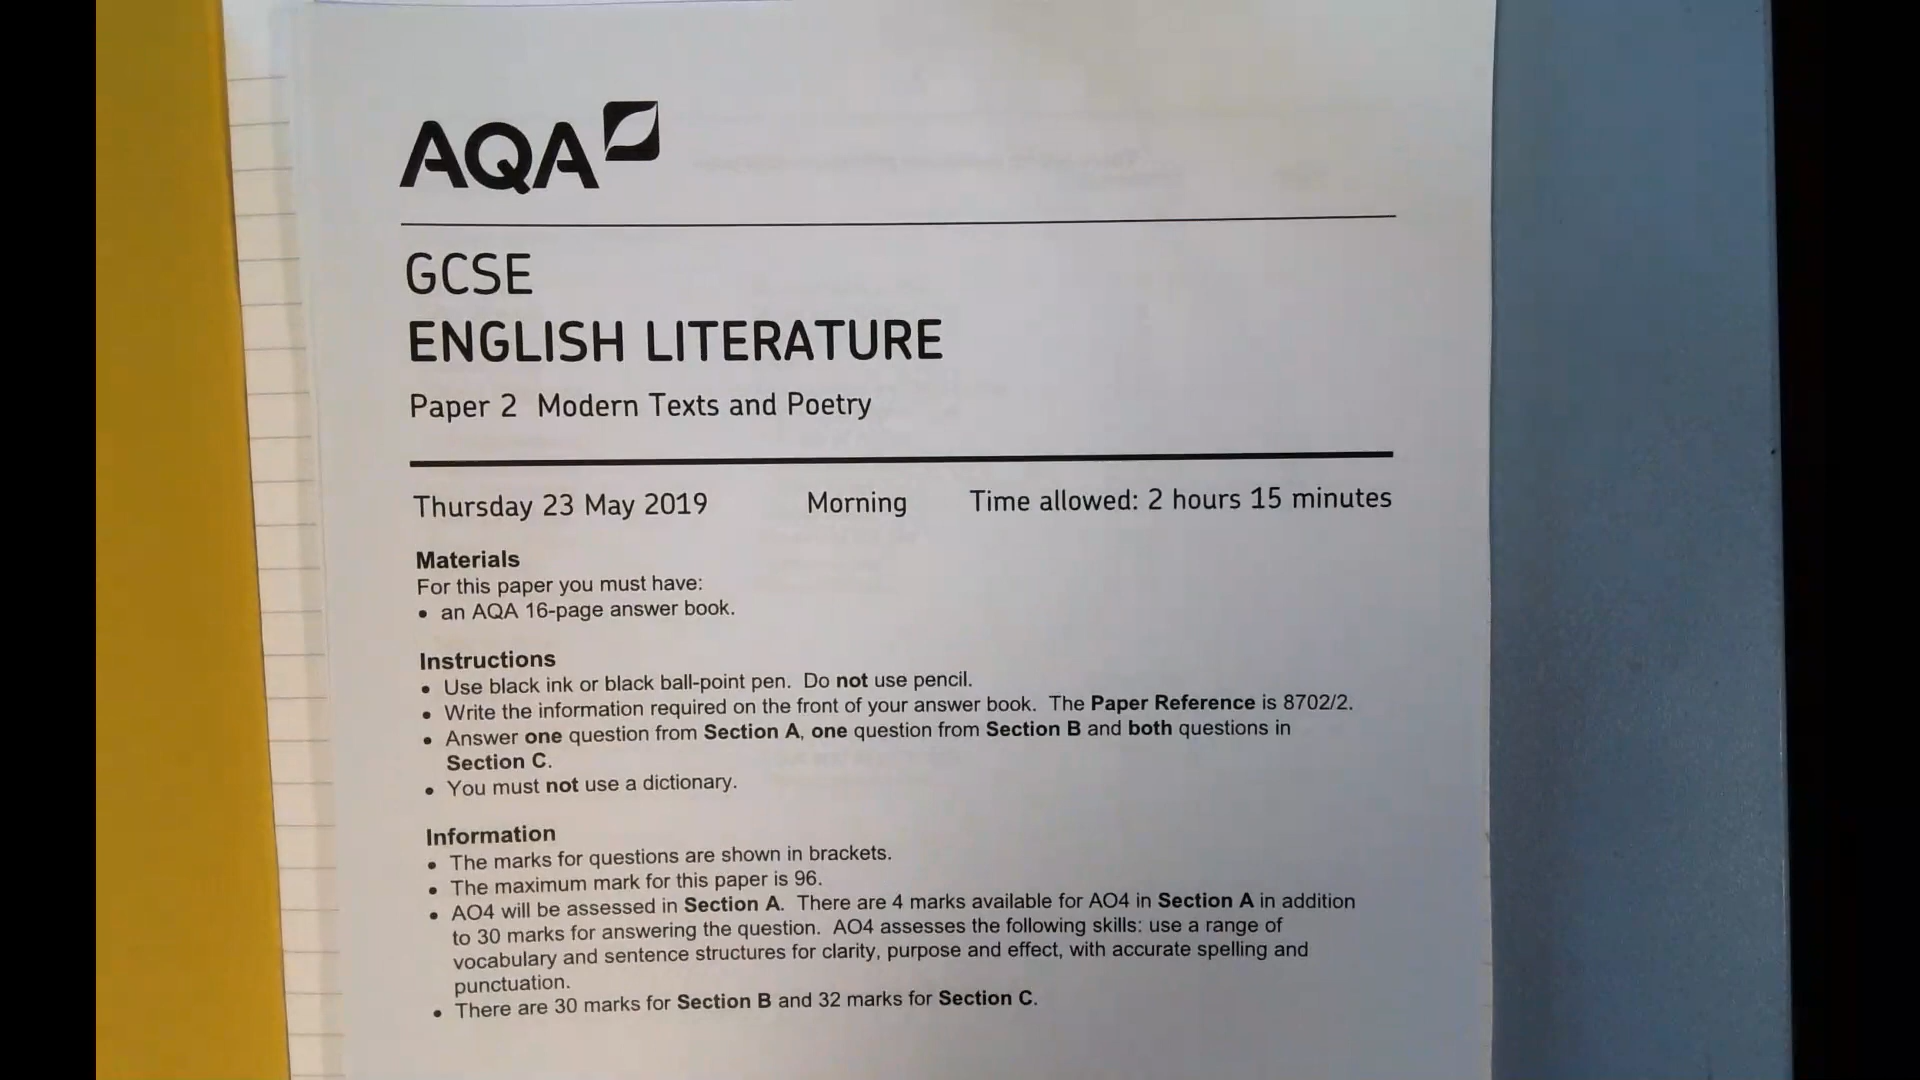 AQA
GCSE
ENGLISH LITERATURE
Paper 2 Modern Texts and Poetry
Thursday 23 May 2019 Morning Time allowed: 2 hours 15 minutes
Materials
For this paper you must have:
• an AQA 16-page answer book.
Instructions
• Use black ink or black ball-point pen. Do not use pencil.
• Write the information required on the front of your answer book. The Paper Reference is 8702/2.
• Answer one question from Section A, one question from Section B and both questions in
Section C.
• You must not use a dictionary.
Information
• The marks for questions are shown in brackets.
• The maximum mark for this paper is 96.
• AO4 will be assessed in Section A. There are 4 marks available for AO4 in Section A in addition
to 30 marks for answering the question. AO4 assesses the following skills: use a range of
vocabulary and sentence structures for clarity, purpose and effect, with accurate spelling and
punctuation.
• There are 30 marks for Section B and 32 marks for Section C.